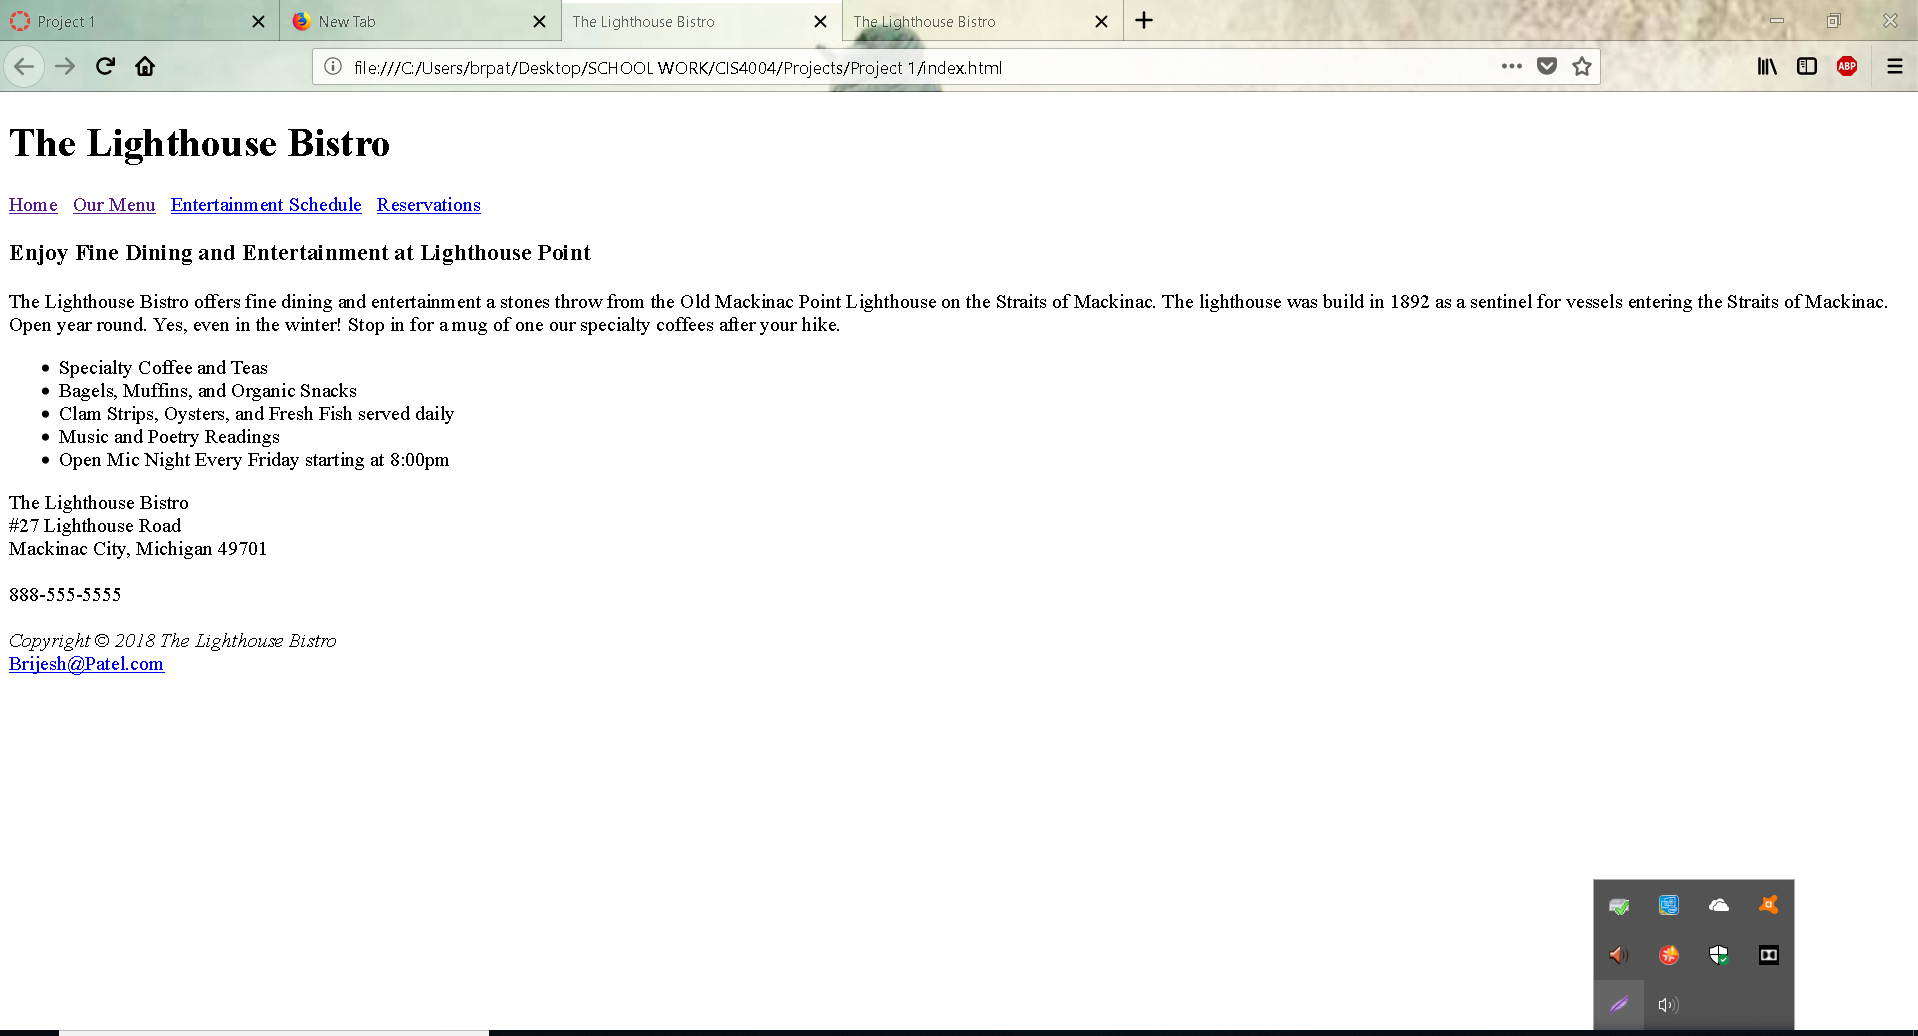 Project 1
New Tab
The Lighthouse Bistro
The Lighthouse Bistro
file:///C:/Users/brpat/Desktop/SCHOOL WORK/CIS4004/Projects/Project 1/index.html
ABP
The Lighthouse Bistro
Home Our Menu Entertainment Schedule Reservations
Enjoy Fine Dining and Entertainment at Lighthouse Point
The Lighthouse Bistro offers fine dining and entertainment a stones throw from the Old Mackinac Point Lighthouse on the Straits of Mackinac. The lighthouse was build in 1892 as a sentinel for vessels entering the Straits of Mackinac.
Open year round. Yes, even in the winter! Stop in for a mug of one our specialty coffees after your hike.
• Specialty Coffee and Teas
• Bagels, Muffins, and Organic Snacks
• Clam Strips, Oysters, and Fresh Fish served daily
• Music and Poetry Readings
• Open Mic Night Every Friday starting at 8:00pm
The Lighthouse Bistro
#27 Lighthouse Road
Mackinac City, Michigan 49701
888-555-5555
Copyright © 2018 The Lighthouse Bistro
Brijesh@Patel.com